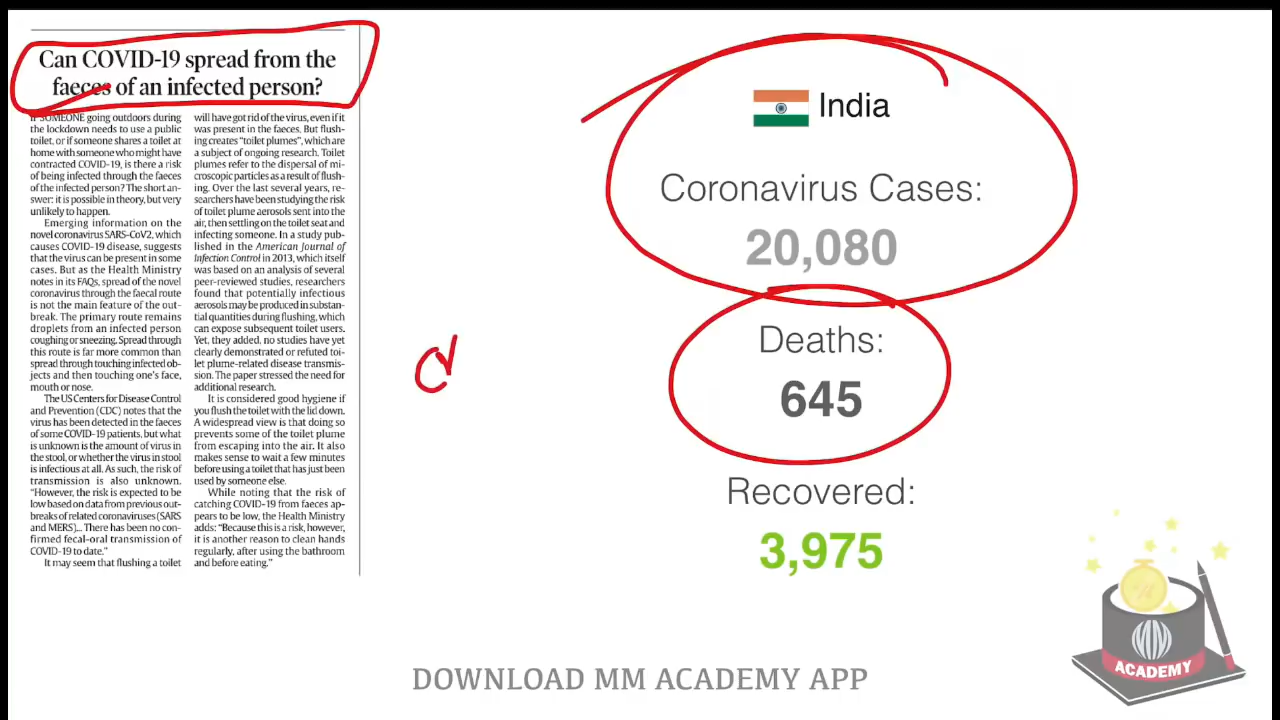 Can COVID-19 spread from the
faeces of an infected person?
IF SOMEONE going outdoors during
the lockdown needs to use a public
toilet, or if someone shares a toilet at
home with someone who might have
contracted COVID-19, is there a risk
of being infected through the faeces
of the infected person? The short an-
swer: it is possible in theory, but very
unlikely to happen.
Emerging information on the
novel coronavirus SARS-CoV2, which
causes COVID-19 disease, suggests
that the virus can be present in some
cases. But as the Health Ministry
notes in its FAQs, spread of the novel
coronavirus through the faecal route
is not the main feature of the out-
break. The primary route remains
droplets from an infected person
coughing or sneezing. Spread through
this route is far more common than
spread through touching infected ob-
jects and then touching one's face,
mouth or nose.
The US Centers for Disease Control
and Prevention (CDC) notes that the
virus has been detected in the faeces
of some COVID-19 patients, but what
is unknown is the amount of virus in
the stool, or whether the virus in stool
is infectious at all. As such, the risk of
transmission is also unknown.
"However, the risk is expected to be
low based on data from previous out-
breaks of related coronaviruses (SARS
and MERS)... There has been no con-
firmed fecal-oral transmission of
COVID-19 to date."
It may seem that flushing a toilet
will have got rid of the virus, even if it
was present in the faeces. But flush-
ing creates "toilet plumes", which are
a subject of ongoing research. Toilet
plumes refer to the dispersal of mi-
croscopic particles as a result of flush-
ing. Over the last several years, re-
searchers have been studying the risk
of toilet plume aerosols sent into the
air, then settling on the toilet seat and
infecting someone. In a study pub-
lished in the American Journal of
Infection Control in 2013, which itself
was based on an analysis of several
peer-reviewed studies, researchers
found that potentially infectious
aerosols may be produced in substan-
tial quantities during flushing, which
can expose subsequent toilet users.
Yet, they added, no studies have yet
clearly demonstrated or refuted toi-
let plume-related disease transmis-
sion. The paper stressed the need for
additional research.
It is considered good hygiene if
you flush the toilet with the lid down.
A widespread view is that doing so
prevents some of the toilet plume
from escaping into the air. It also
makes sense to wait a few minutes
before using a toilet that has just been
used by someone else.
While noting that the risk of
catching COVID-19 from faeces ap-
pears to be low, the Health Ministry
adds: "Because this is a risk, however,
it is another reason to clean hands
regularly, after using the bathroom
and before eating."
India
Coronavirus Cases:
20,080
Deaths:
645
Recovered:
3,975
MM
ACADEMY
DOWNLOAD MM ACADEMY APP